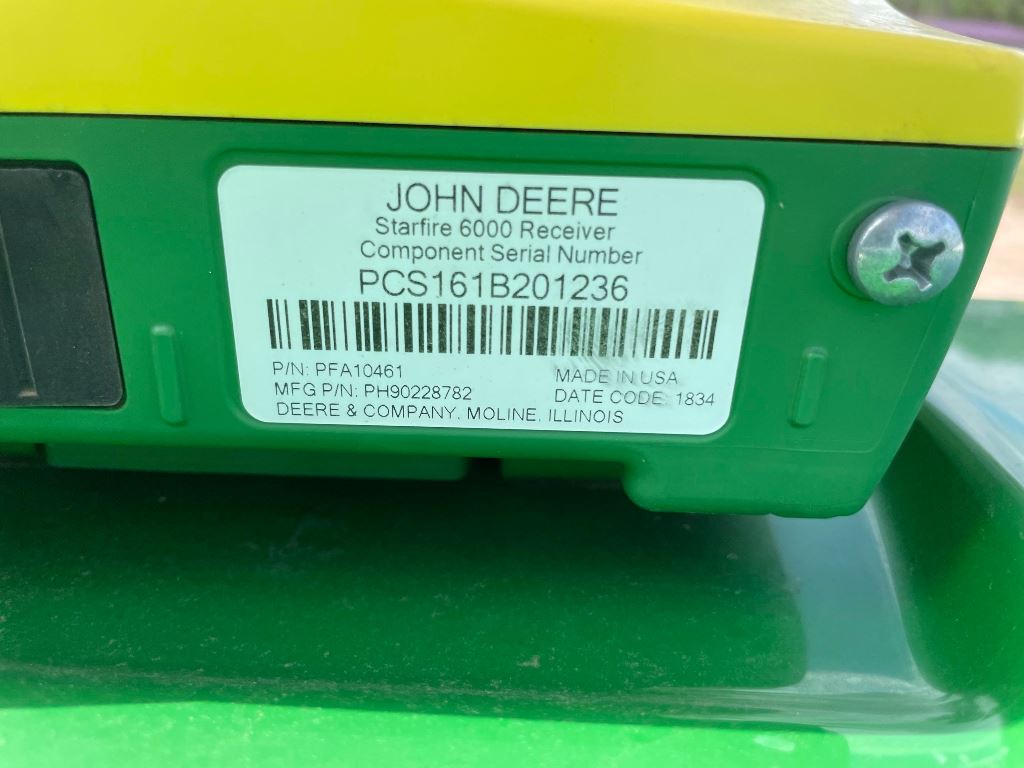 JOHN DEERE
Starfire 6000 Receiver
Component Serial Number
PCS161B201236
P/N: PFA10461
MADE IN USA
MFG P/N: PH90228782
DATE CODE: 1834
DEERE & COMPANY, MOLINE, ILLINOIS